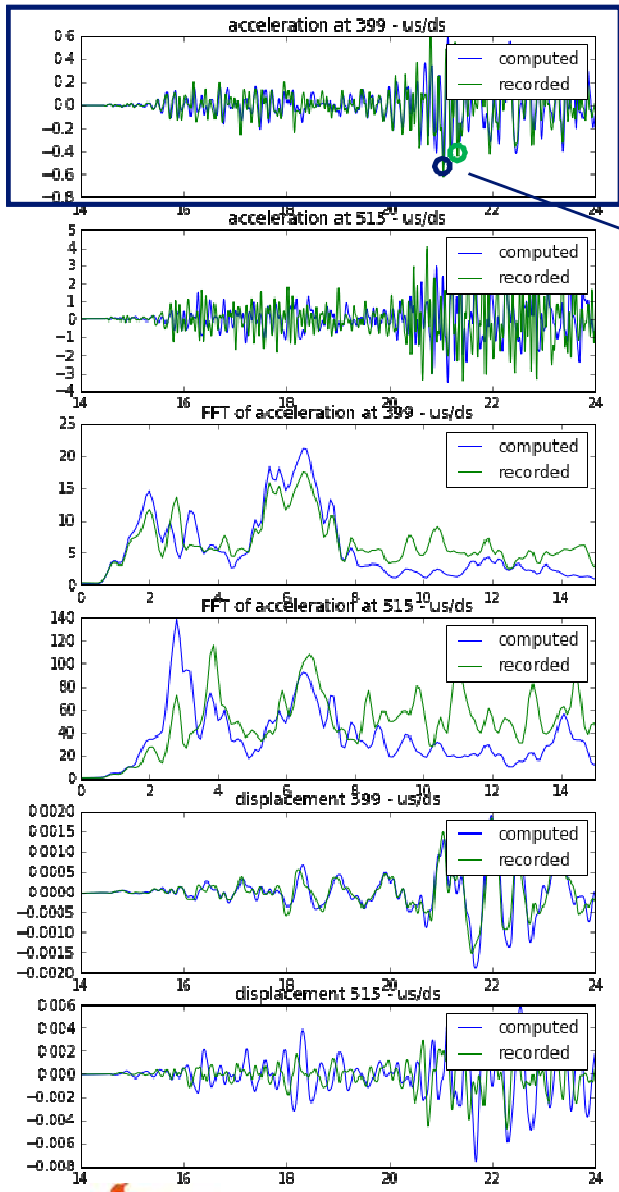 acceleration at 399 - us/ds
0.6
0.4
0.2
0.0
−0.2
−0.4
−0.6
−0.8
computed
recorded
14 16 18 20 22 24
acceleration at 515 - us/ds
5
4
3
2
1
0
−1
−2
−3
−4
computed
recorded
14 16 18 20 22 24
FFT of acceleration at 399 - us/ds
25
20
15
10
5
0
computed
recorded
0 2 4 6 8 10 12 14
FFT of acceleration at 515 - us/ds
140
120
100
80
60
40
20
0
computed
recorded
0 2 4 6 8 10 12 14
displacement 399 - us/ds
0.0020
0.0015
0.0010
0.0005
0.0000
−0.0005
−0.0010
−0.0015
−0.0020
computed
recorded
14 16 18 20 22 24
displacement 515 - us/ds
0.006
0.004
0.002
0.000
−0.002
−0.004
−0.006
−0.008
computed
recorded
14 16 18 20 22 24